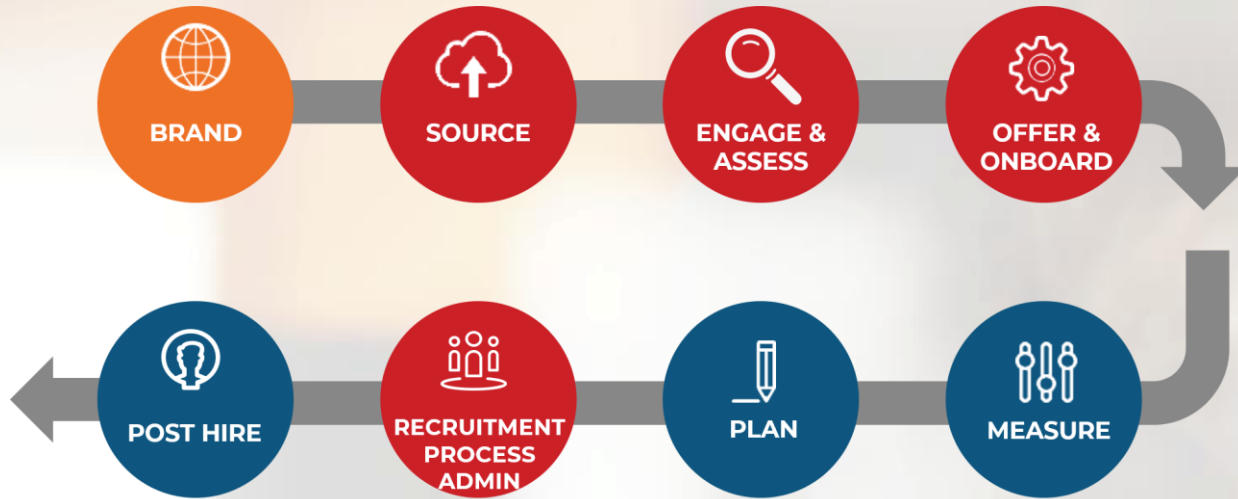 BRAND
SOURCE
ENGAGE &
ASSESS
OFFER &
ONBOARD
POST HIRE
RECRUITMENT
PROCESS
ADMIN
PLAN
MEASURE